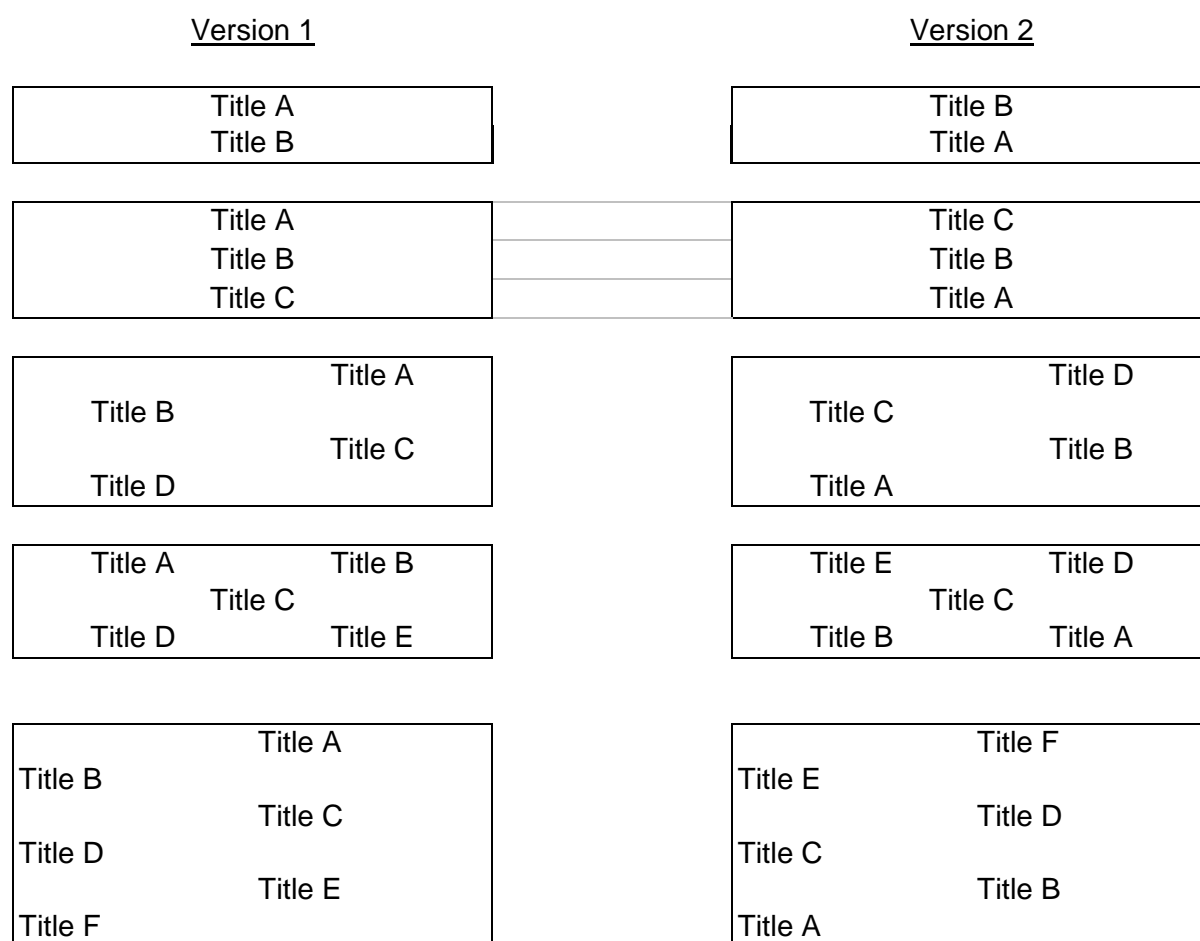 Version 1 Version 2
Title A Title B
Title B Title A
Title A Title C
Title B Title B
Title C Title A
Title A Title D
Title B Title C
Title C Title B
Title D Title A
Title A Title B Title E Title D
Title C Title C
Title D Title E Title B Title A
Title A Title F
Title B Title E
Title C Title D
Title D Title C
Title E Title B
Title F Title A